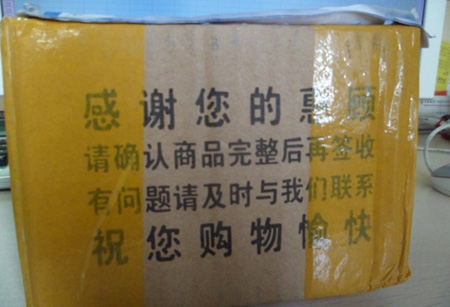 感谢您的惠顾
请确认商品完整后再签收
有问题请及时与我们联系
祝您购物愉快